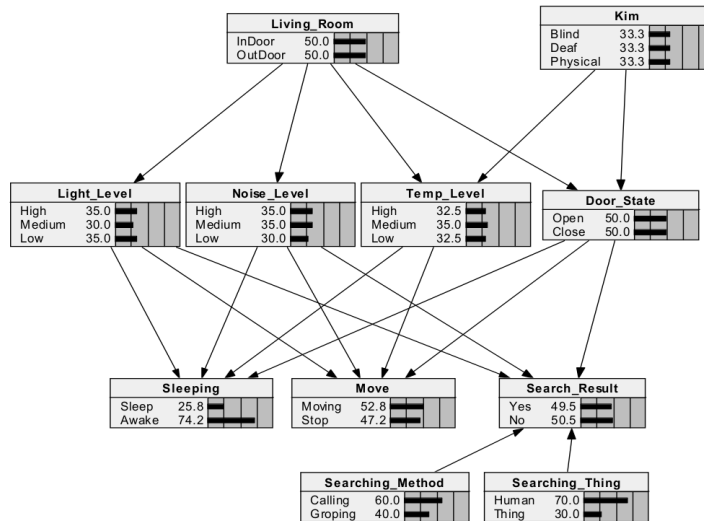 Living_Room
InDoor 50.0
OutDoor 50.0
Kim
Blind 33.3
Deaf 33.3
Physical 33.3
Light_Level
High 35.0
Medium 30.0
Low 35.0
Noise_Level
High 35.0
Medium 35.0
Low 30.0
Temp_Level
High 32.5
Medium 35.0
Low 32.5
Door_State
Open 50.0
Close 50.0
Sleeping
Sleep 25.8
Awake 74.2
Move
Moving 52.8
Stop 47.2
Search_Result
Yes 49.5
No 50.5
Searching_Method
Calling 60.0
Groping 40.0
Searching_Thing
Human 70.0
Thing 30.0